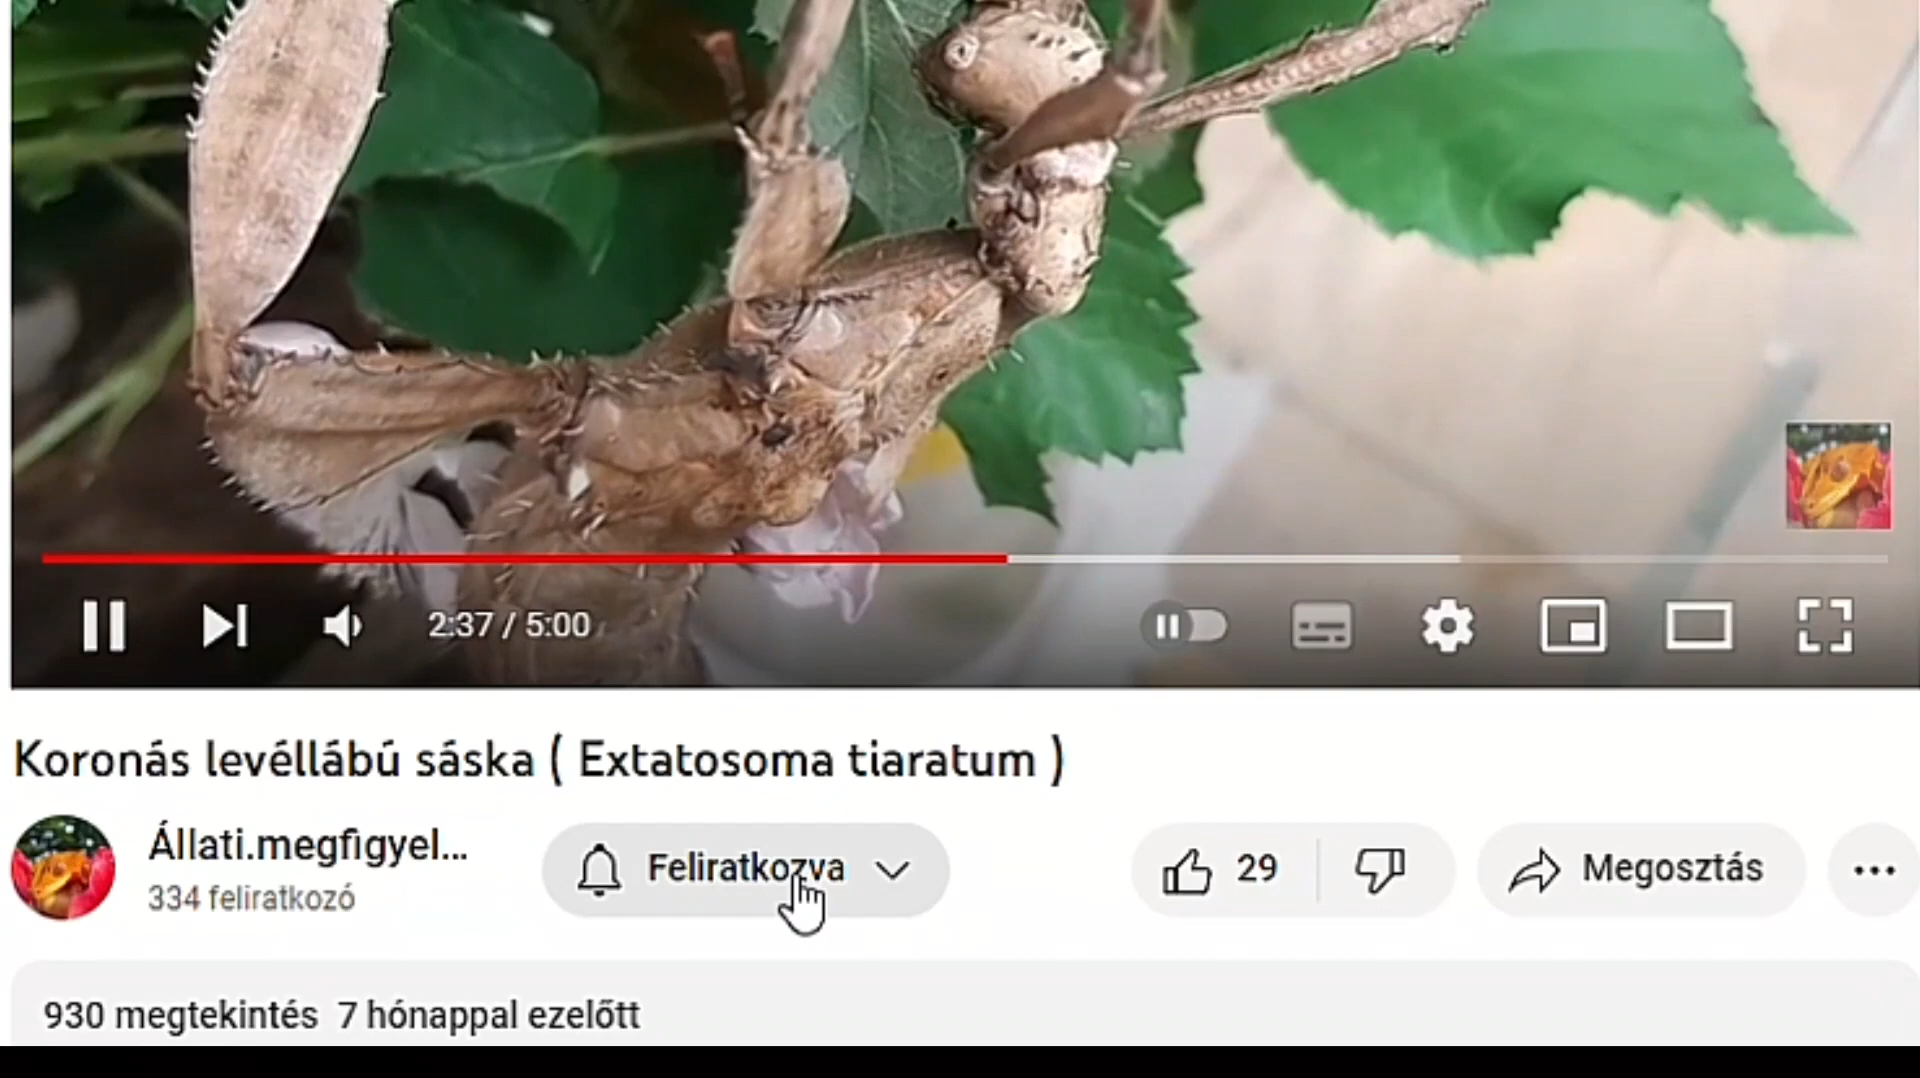 2:37 / 5:00
Koronás levéllábú sáska ( Extatosoma tiaratum )
Állati.megfigyel...
334 feliratkozó
Feliratkozva
29
Megosztás
930 megtekintés 7 hónappal ezelőtt